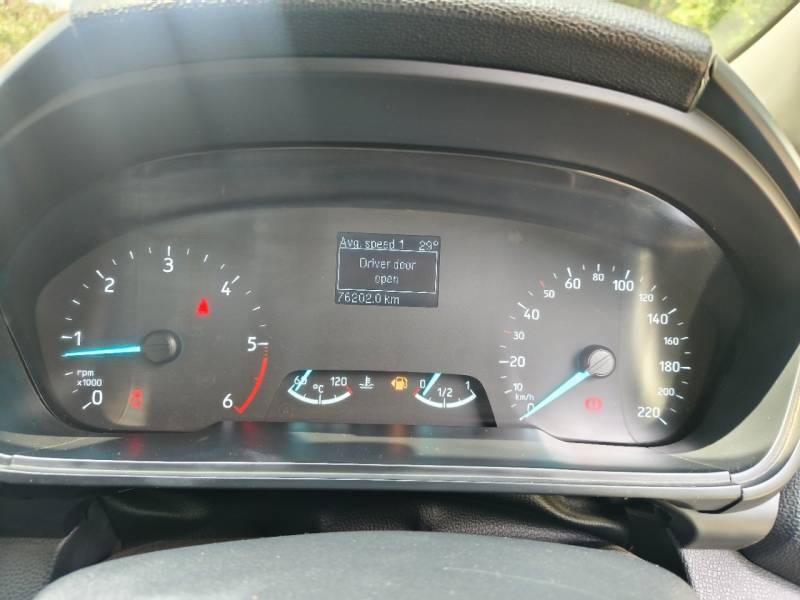 Avg. speed 1 29°
Driver door
open
76202.0 km
0 1 2 3 4 5 6
rpm
x1000
60 °C 120
0 1/2 1
0 10 20 30 40 50 60 80 100 120 140 160 180 200 220
km/h